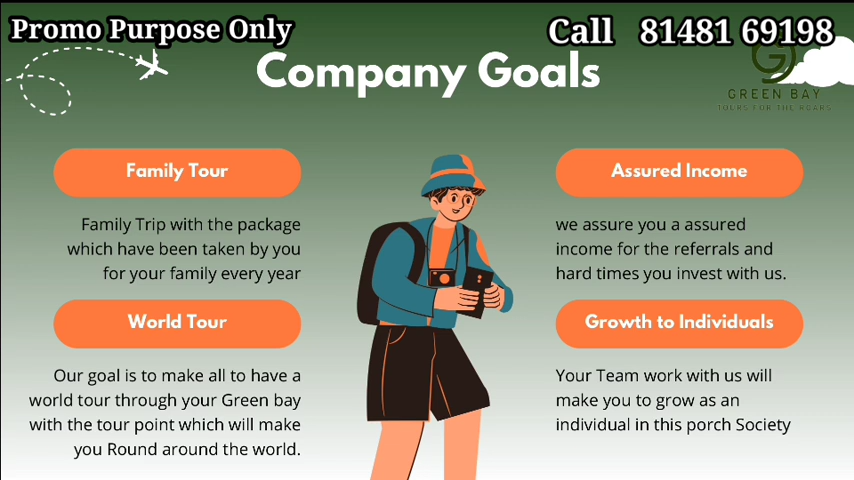 Promo Purpose Only
Call 81481 69198
Company Goals
GREEN BAY
TOURS FOR THE ROARS
Family Tour
Family Trip with the package
which have been taken by you
for your family every year
World Tour
Our goal is to make all to have a
world tour through your Green bay
with the tour point which will make
you Round around the world.
Assured Income
we assure you a assured
income for the referrals and
hard times you invest with us.
Growth to Individuals
Your Team work with us will
make you to grow as an
individual in this porch Society